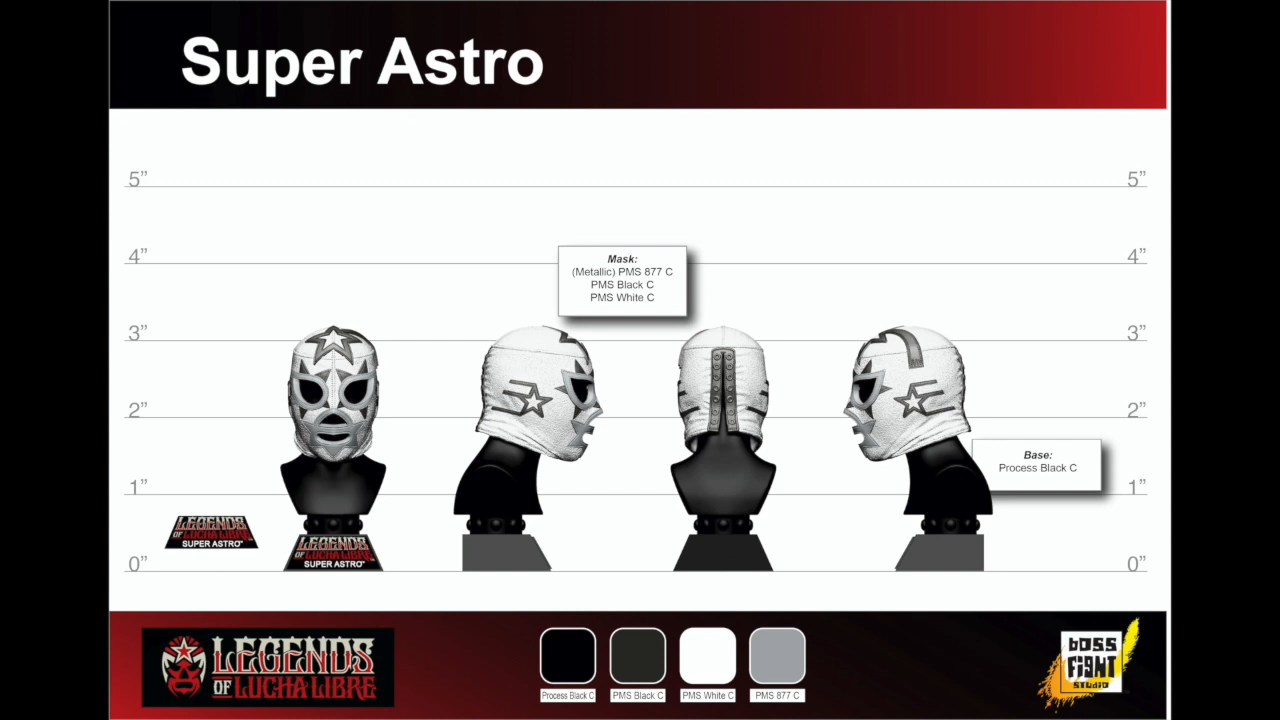 Super Astro
5” 5”
4” 4”
Mask:
(Metallic) PMS 877 C
PMS Black C
PMS White C
3” 3”
2” 2”
Base:
Process Black C
1” 1”
LEGENDS
OF LUCHA LIBRE
SUPER ASTRO™
LEGENDS
OF LUCHA LIBRE
SUPER ASTRO™
0” 0”
LEGENDS
OF LUCHA LIBRE
Process Black C PMS Black C PMS White C PMS 877 C
bOSS
FiGHT
STUDIO